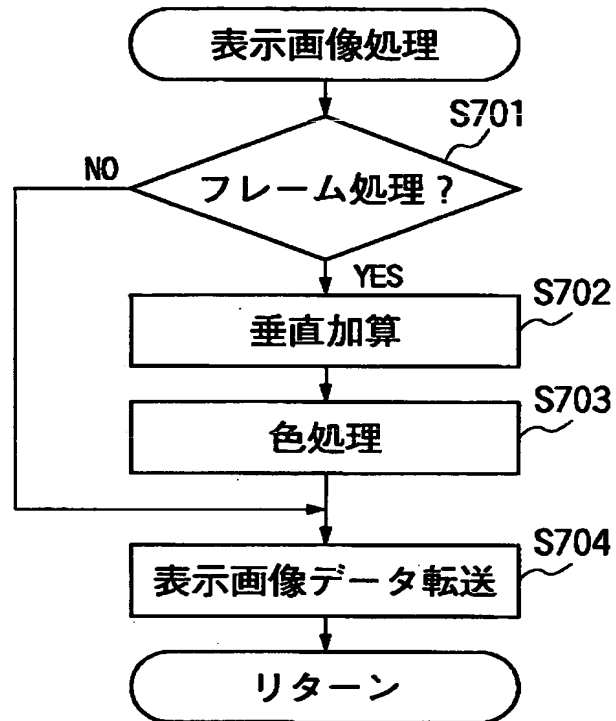 表示画像処理
S701
NO
フレーム処理?
YES
S702
垂直加算
S703
色処理
S704
表示画像データ転送
リターン